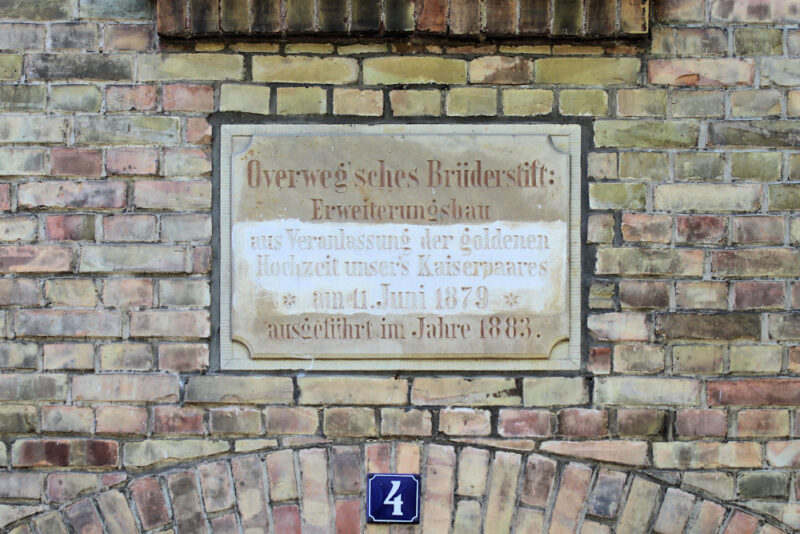 Overweg'sches Brüderstift:
Erweiterungsbau
aus Veranlassung der goldenen
Hochzeit unser's Kaiserpaares
* am 11. Juni 1879 *
ausgeführt im Jahre 1883.
4